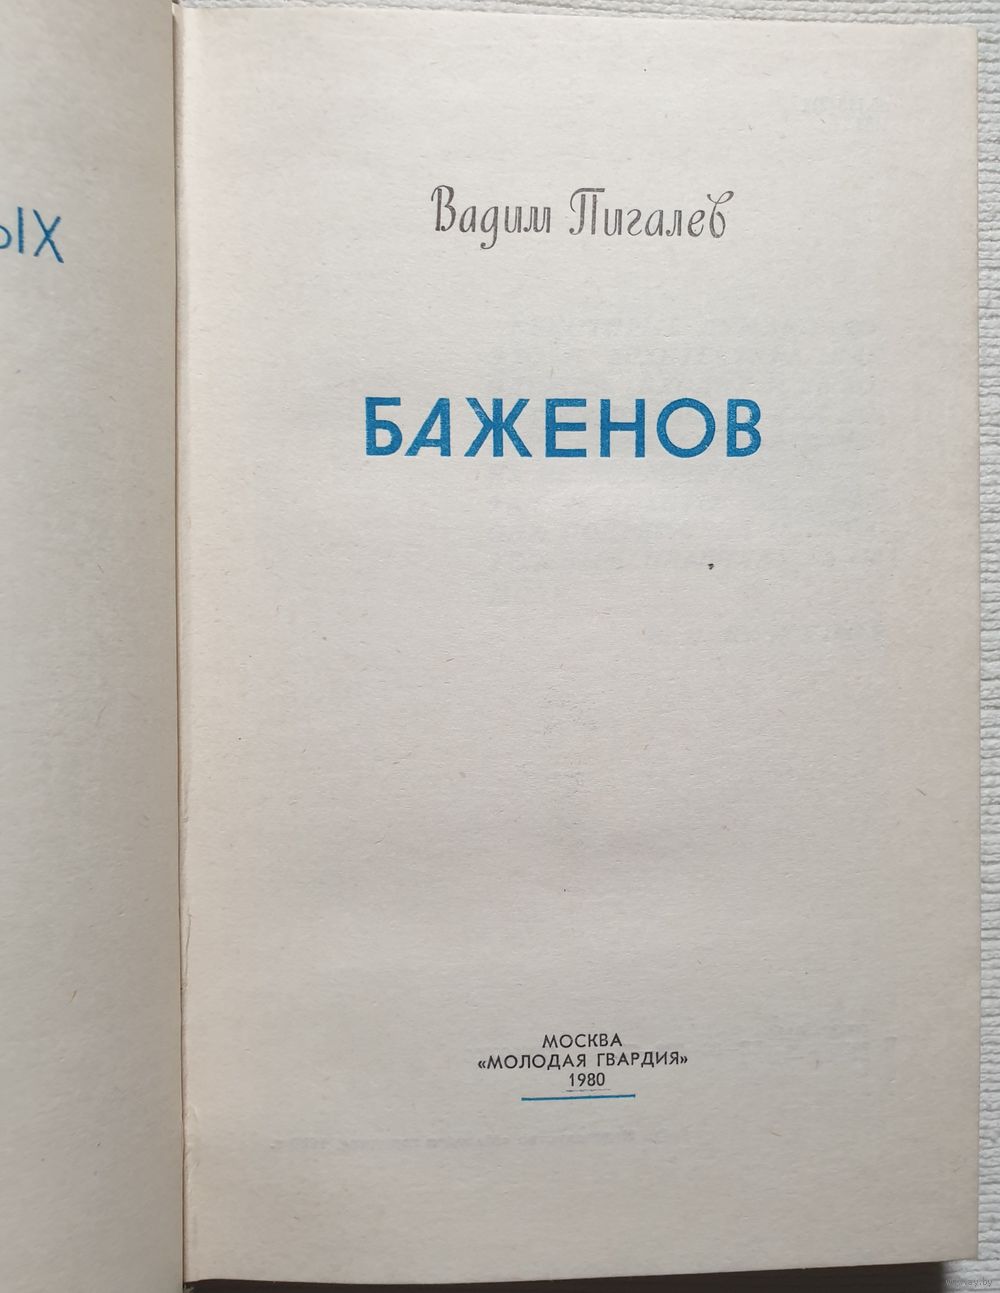 ых
Вадим Пигалев
БАЖЕНОВ
МОСКВА
«МОЛОДАЯ ГВАРДИЯ»
1980